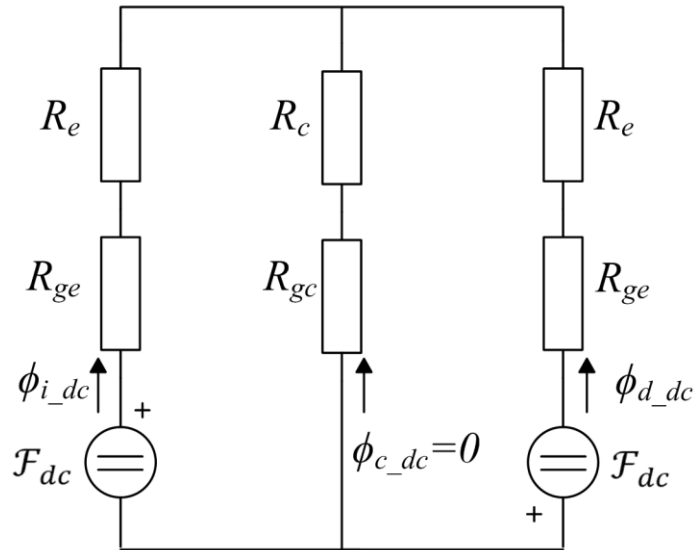 R_e R_c R_e
R_ge R_gc R_ge
ϕ_i_dc ϕ_d_dc
+
ϕ_c_dc=0
ℱ_dc ℱ_dc
+